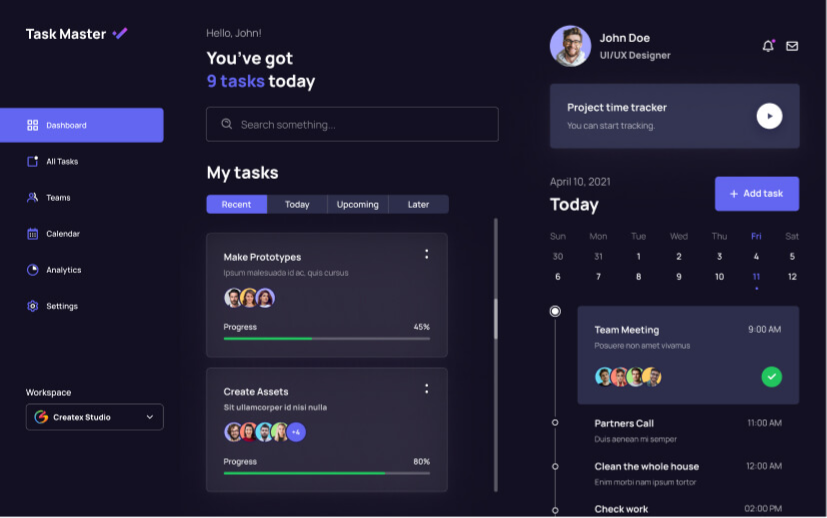 Task Master
Dashboard
All Tasks
Teams
Calendar
Analytics
Settings
Workspace
Createx Studio
Hello, John!
You've got
9 tasks today
Search something...
My tasks
Recent Today Upcoming Later
Make Prototypes
Ipsum malesuada id ac, quis cursus
Progress 45%
Create Assets
Sit ullamcorper id nisi nulla
+4
Progress 80%
John Doe
UI/UX Designer
Project time tracker
You can start tracking.
April 10, 2021
Today
+ Add task
Sun Mon Tue Wed Thu Fri Sat
30 31 1 2 3 4 5
6 7 8 9 10 11 12
Team Meeting 9:00 AM
Posuere non amet vivamus
Partners Call 11:00 AM
Duis aenean mi semper
Clean the whole house 12:00 AM
Enim morbi nam ipsum tortor
Check work 02:00 PM